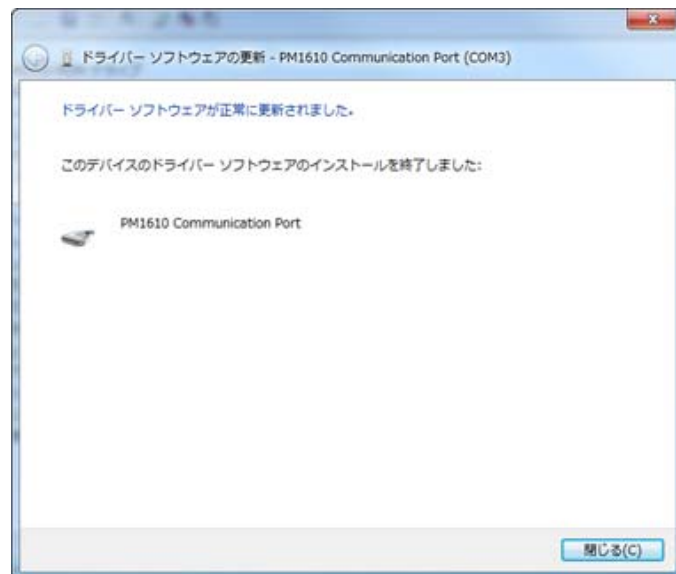 ドライバー ソフトウェアの更新 - PM1610 Communication Port (COM3)
ドライバー ソフトウェアが正常に更新されました。
このデバイスのドライバー ソフトウェアのインストールを終了しました:
PM1610 Communication Port
閉じる(C)